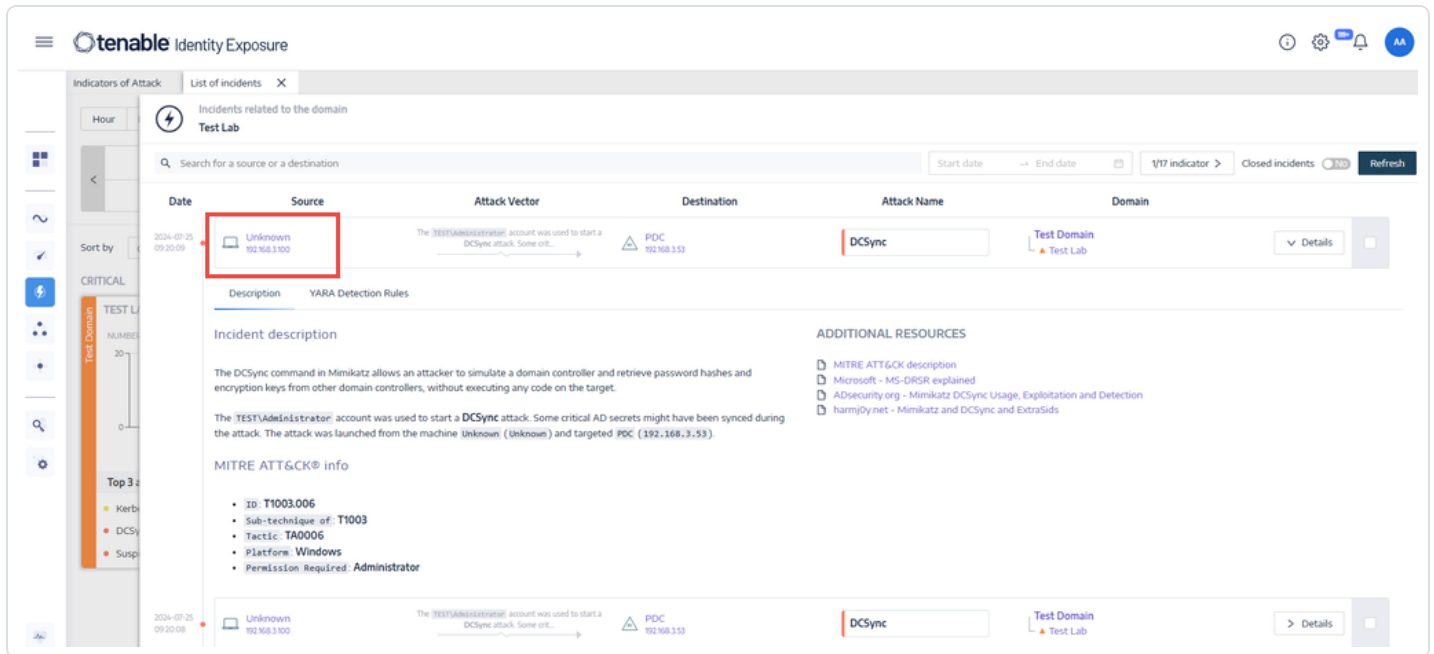 tenable Identity Exposure
99+
AA
Indicators of Attack
List of incidents
Hour
Incidents related to the domain
Test Lab
Search for a source or a destination
Start date → End date
1/17 indicator >
Closed incidents
No
Refresh
<
Date Source Attack Vector Destination Attack Name Domain
Sort by
2024-07-25
09:20:09
Unknown
192.168.3.100
The TEST\Administrator account was used to start a
DCSync attack. Some crit...
PDC
192.168.3.53
DCSync
Test Domain
Test Lab
Details
CRITICAL
Test Domain
TEST L
NUMBE
20
0
Top 3 a
Kerb
DCSy
Susp
Description YARA Detection Rules
Incident description
The DCSync command in Mimikatz allows an attacker to simulate a domain controller and retrieve password hashes and
encryption keys from other domain controllers, without executing any code on the target.
The TEST\Administrator account was used to start a DCSync attack. Some critical AD secrets might have been synced during
the attack. The attack was launched from the machine Unknown (Unknown) and targeted PDC (192.168.3.53).
MITRE ATT&CK® info
• ID: T1003.006
• Sub-technique of: T1003
• Tactic: TA0006
• Platform: Windows
• Permission Required: Administrator
ADDITIONAL RESOURCES
MITRE ATT&CK description
Microsoft - MS-DRSR explained
ADsecurity.org - Mimikatz DCSync Usage, Exploitation and Detection
harmj0y.net - Mimikatz and DCSync and ExtraSids
2024-07-25
09:20:08
Unknown
192.168.3.100
The TEST\Administrator account was used to start a
DCSync attack. Some crit...
PDC
192.168.3.53
DCSync
Test Domain
Test Lab
> Details